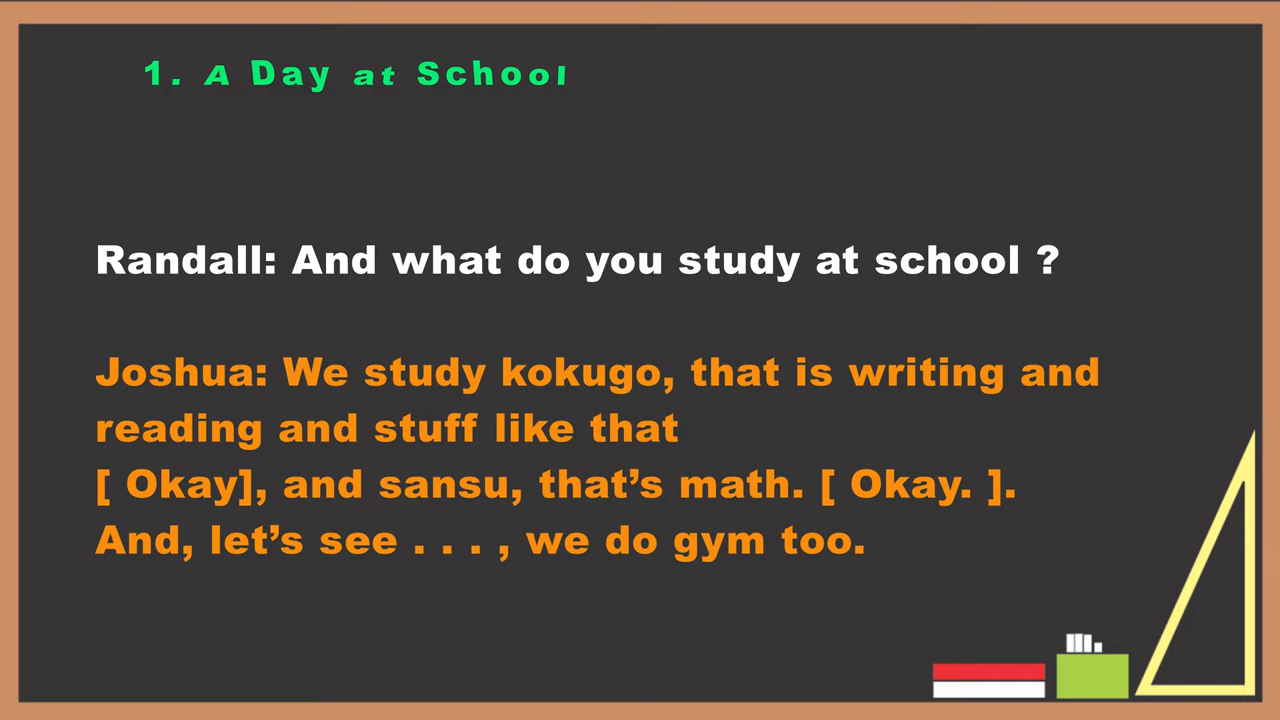 1. A Day at School
Randall: And what do you study at school ?
Joshua: We study kokugo, that is writing and
reading and stuff like that
[ Okay], and sansu, that’s math. [ Okay. ].
And, let’s see . . . , we do gym too.